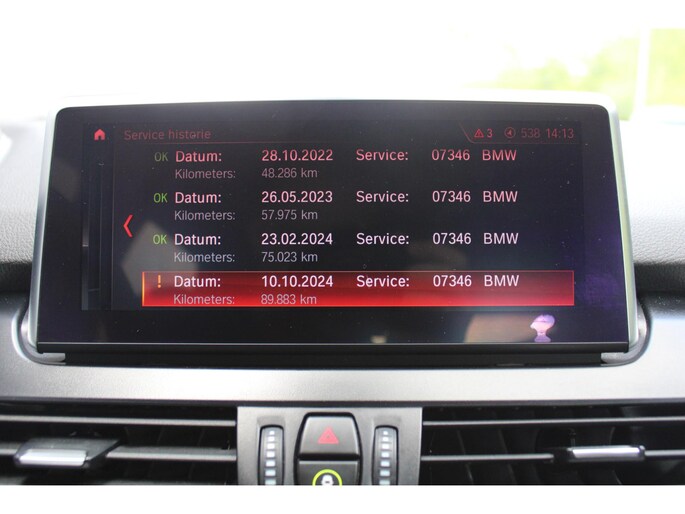 Service historie 3 538 14:13
OK Datum: 28.10.2022 Service: 07346 BMW
Kilometers: 48.286 km
OK Datum: 26.05.2023 Service: 07346 BMW
Kilometers: 57.975 km
OK Datum: 23.02.2024 Service: 07346 BMW
Kilometers: 75.023 km
! Datum: 10.10.2024 Service: 07346 BMW
Kilometers: 89.883 km